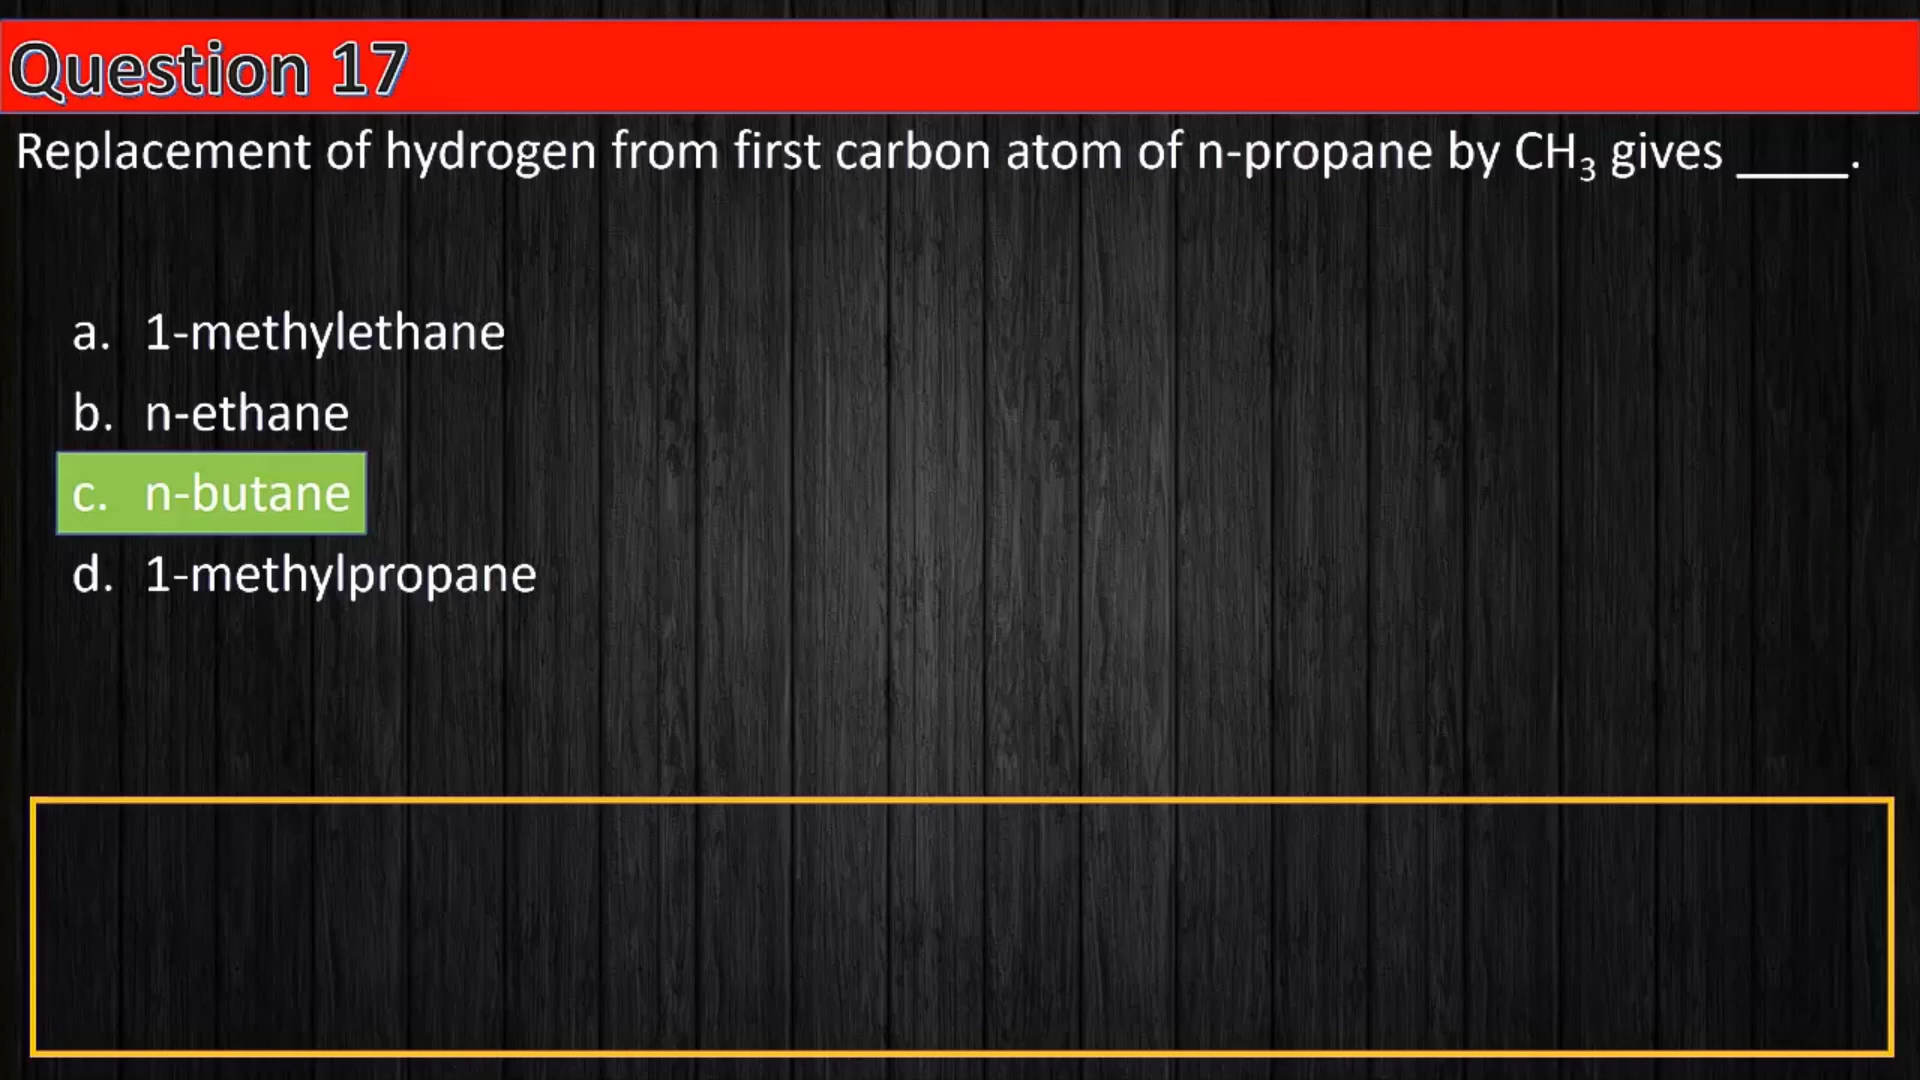 Question 17
Replacement of hydrogen from first carbon atom of n-propane by CH₃ gives ____.
a. 1-methylethane
b. n-ethane
c. n-butane
d. 1-methylpropane